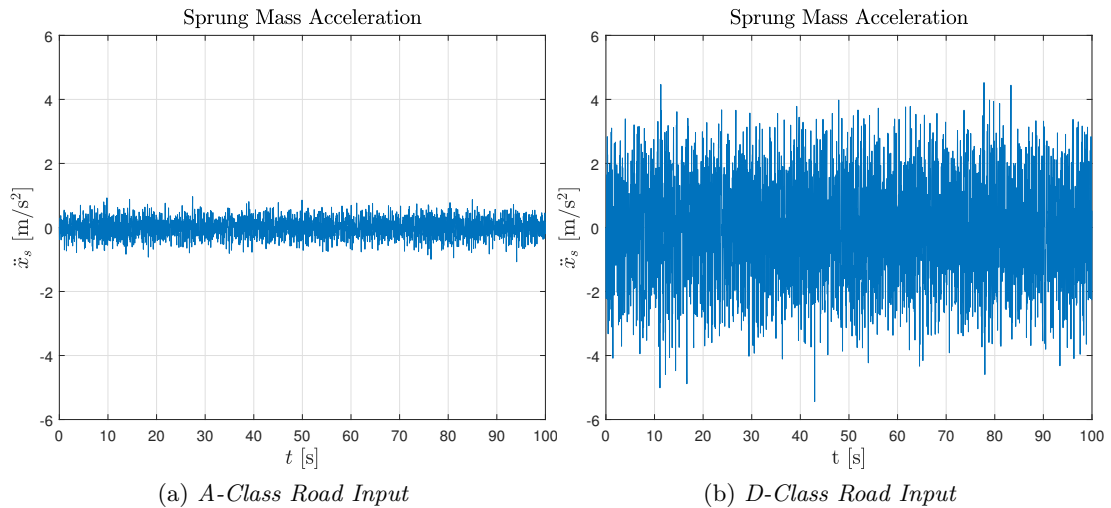 Sprung Mass Acceleration
6
4
2
0
-2
-4
-6
ẍₛ [m/s²]
0 10 20 30 40 50 60 70 80 90 100
t [s]
(a) A-Class Road Input
Sprung Mass Acceleration
6
4
2
0
-2
-4
-6
ẍₛ [m/s²]
0 10 20 30 40 50 60 70 80 90 100
t [s]
(b) D-Class Road Input